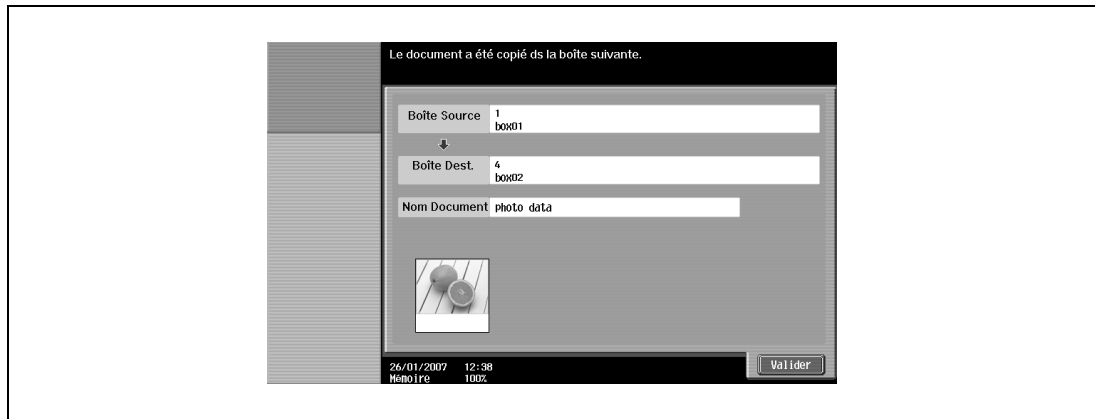 Le document a été copié ds la boîte suivante.
Boîte Source 1
box01
Boîte Dest. 4
box02
Nom Document photo data
26/01/2007 12:38
Mémoire 100%
Valider